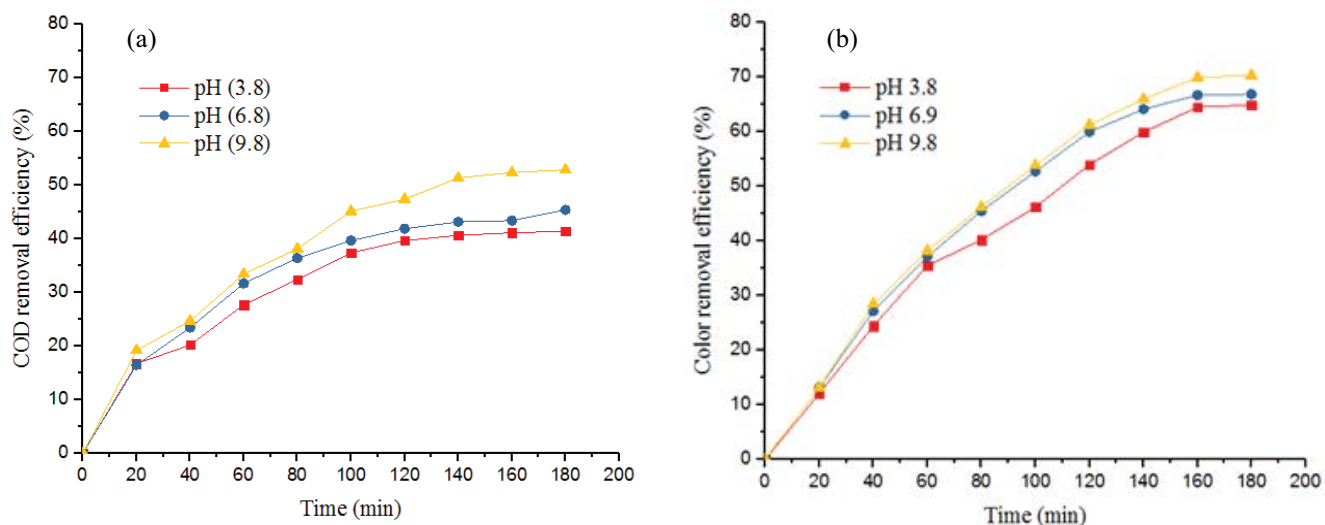 (a)
pH (3.8)
pH (6.8)
pH (9.8)
COD removal efficiency (%)
80
70
60
50
40
30
20
10
0
0 20 40 60 80 100 120 140 160 180 200
Time (min)
(b)
pH 3.8
pH 6.9
pH 9.8
Color removal efficiency (%)
80
70
60
50
40
30
20
10
0
0 20 40 60 80 100 120 140 160 180 200
Time (min)